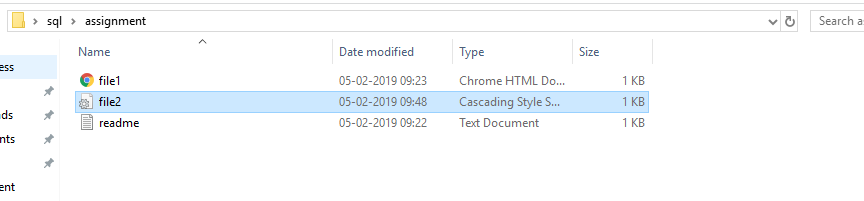 sql assignment Search as
Name Date modified Type Size
ess
file1 05-02-2019 09:23 Chrome HTML Do... 1 KB
file2 05-02-2019 09:48 Cascading Style S... 1 KB
ads
readme 05-02-2019 09:22 Text Document 1 KB
nts
ent